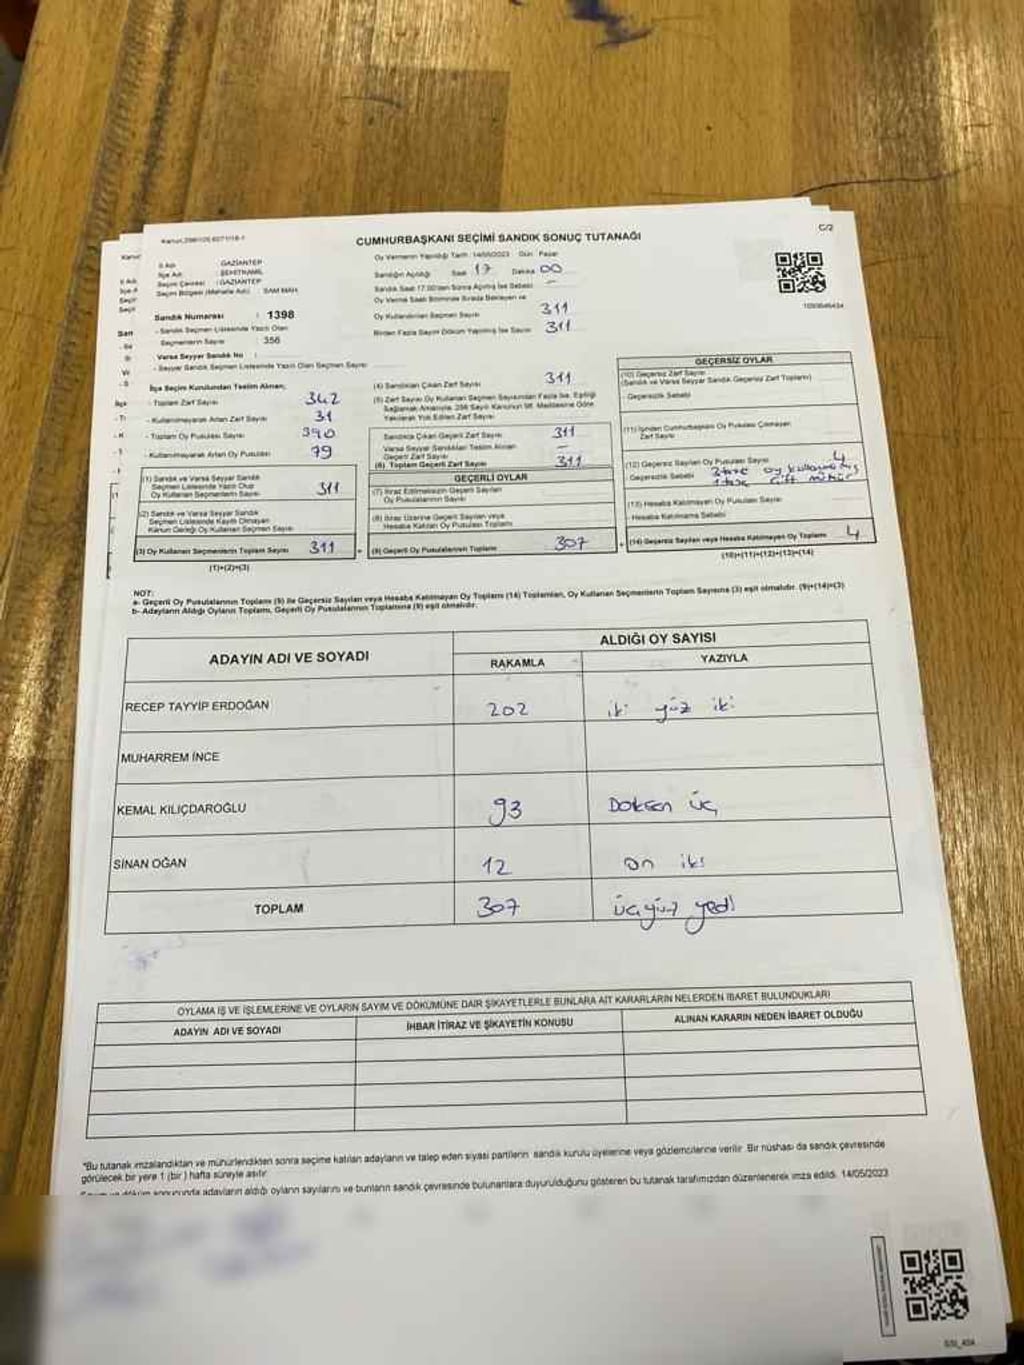 C/2
CUMHURBAŞKANI SEÇİMİ SANDIK SONUÇ TUTANAĞI
İl Adı : GAZİANTEP
İlçe Adı : ŞEHİTKAMİL
Seçim Çevresi : GAZİANTEP
Seçim Bölgesi (Mahalle Adı) : SAM MAH.
Sandık Numarası : 1398
- Sandık Seçmen Listesinde Yazılı Olan
Seçmenlerin Sayısı : 356
Varsa Seyyar Sandık No :
- Seyyar Sandık Seçmen Listesinde Yazılı Olan Seçmen Sayısı
Oy Vermenin Yapıldığı Tarih : 14/05/2023 Gün : Pazar
Sandığın Açıldığı Saat 17 Dakika 00
Sandık Saat 17.00'den Sonra Açılmış İse Sebebi —
Oy Verme Saati Bitiminde Sırada Bekleyen ve
Oy Kullandırılan Seçmen Sayısı 311
Birden Fazla Sayım Döküm Yapılmış İse Sayısı 311
İlçe Seçim Kurulundan Teslim Alınan;
- Toplam Zarf Sayısı 342
- Kullanılmayarak Artan Zarf Sayısı 31
- Toplam Oy Pusulası Sayısı 390
- Kullanılmayarak Artan Oy Pusulası 79
(1) Sandık ve Varsa Seyyar Sandık
Seçmen Listesinde Yazılı Olup
Oy Kullanan Seçmenlerin Sayısı 311
(2) Sandık ve Varsa Seyyar Sandık
Seçmen Listesinde Kayıtlı Olmayan
Kanun Gereği Oy Kullanan Seçmen Sayısı
(3) Oy Kullanan Seçmenlerin Toplam Sayısı 311
(1)+(2)=(3)
(4) Sandıktan Çıkan Zarf Sayısı 311
(5) Zarf Sayısı Oy Kullanan Seçmen Sayısından Fazla İse, Eşitliği
Sağlamak Amacıyla, 298 Sayılı Kanunun 98. Maddesine Göre
Yakılarak Yok Edilen Zarf Sayısı
Sandıkta Çıkan Geçerli Zarf Sayısı 311
Varsa Seyyar Sandıktan Teslim Alınan
Geçerli Zarf Sayısı —
(6) Toplam Geçerli Zarf Sayısı 311
GEÇERLİ OYLAR
(7) İtiraz Edilmeksizin Geçerli Sayılan
Oy Pusulalarının Sayısı
(8) İtiraz Üzerine Geçerli Sayılan veya
Hesaba Katılan Oy Pusulası Toplamı
(9) Geçerli Oy Pusulalarının Toplamı 307
GEÇERSİZ OYLAR
(10) Geçersiz Zarf Sayısı
(Sandık ve Varsa Seyyar Sandık Geçersiz Zarf Toplamı)
- Geçersizlik Sebebi
(11) İçinden Cumhurbaşkanı Oy Pusulası Çıkmayan
Zarf Sayısı
(12) Geçersiz Sayılan Oy Pusulası Sayısı 4
- Geçersizlik Sebebi 3 tane oy kullanılmamış
1 tane çift mühür
(13) Hesaba Katılmayan Oy Pusulası Sayısı
- Hesaba Katılmama Sebebi
(14) Geçersiz Sayılan veya Hesaba Katılmayan Oy Toplamı 4
(10)+(11)+(12)+(13)=(14)
NOT:
a- Geçerli Oy Pusulalarının Toplamı (9) ile Geçersiz Sayılan veya Hesaba Katılmayan Oy Toplamı (14) Toplamları, Oy Kullanan Seçmenlerin Toplam Sayısına (3) eşit olmalıdır. (9)+(14)=(3)
b- Adayların Aldığı Oyların Toplamı, Geçerli Oy Pusulalarının Toplamına (9) eşit olmalıdır.
ADAYIN ADI VE SOYADI
ALDIĞI OY SAYISI
RAKAMLA YAZIYLA
RECEP TAYYİP ERDOĞAN 202 iki yüz iki
MUHARREM İNCE
KEMAL KILIÇDAROĞLU 93 Doksan üç
SİNAN OĞAN 12 on iki
TOPLAM 307 üçyüz yedi
OYLAMA İŞ VE İŞLEMLERİNE VE OYLARIN SAYIM VE DÖKÜMÜNE DAİR ŞİKAYETLERLE BUNLARA AİT KARARLARIN NELERDEN İBARET BULUNDUKLARI
ADAYIN ADI VE SOYADI İHBAR İTİRAZ VE ŞİKAYETİN KONUSU ALINAN KARARIN NEDEN İBARET OLDUĞU
*Bu tutanak imzalandıktan ve mühürlendikten sonra seçime katılan adayların ve talep eden siyasi partilerin sandık kurulu üyelerine veya gözlemcilerine verilir. Bir nüshası da sandık çevresinde
görülecek bir yere 1 (bir) hafta süreyle asılır.
adayların aldığı oyların sayılarını ve bunların sandık çevresinde bulunanlara duyurulduğunu gösteren bu tutanak tarafımızdan düzenlenerek imza edildi. 14/05/2023